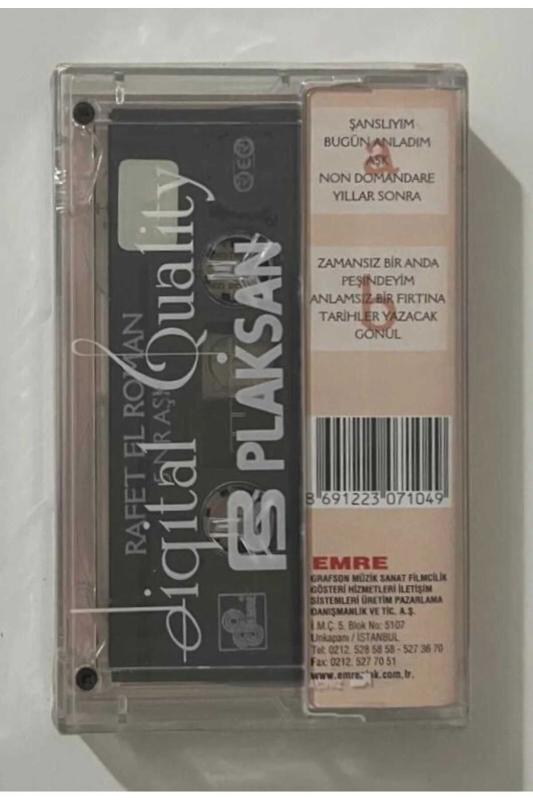 RAFET EL ROMAN
digital Quality
PLAKSAN
a
ŞANSLIYIM
BUGÜN ANLADIM
AŞK
NON DOMANDARE
YILLAR SONRA
b
ZAMANSIZ BİR ANDA
PEŞİNDEYİM
ANLAMSIZ BİR FIRTINA
TARİHLER YAZACAK
GÖNÜL
8 691223 071049
EMRE
GRAFSON MÜZİK SANAT FİLMCİLİK
GÖSTERİ HİZMETLERİ İLETİŞİM
SİSTEMLERİ ÜRETİM PAZARLAMA
DANIŞMANLIK VE TİC. A.Ş.
İ.M.Ç. 5. Blok No: 5107
Unkapanı / İSTANBUL
Tel: 0212. 528 58 58 - 527 36 70
Fax: 0212. 527 70 51